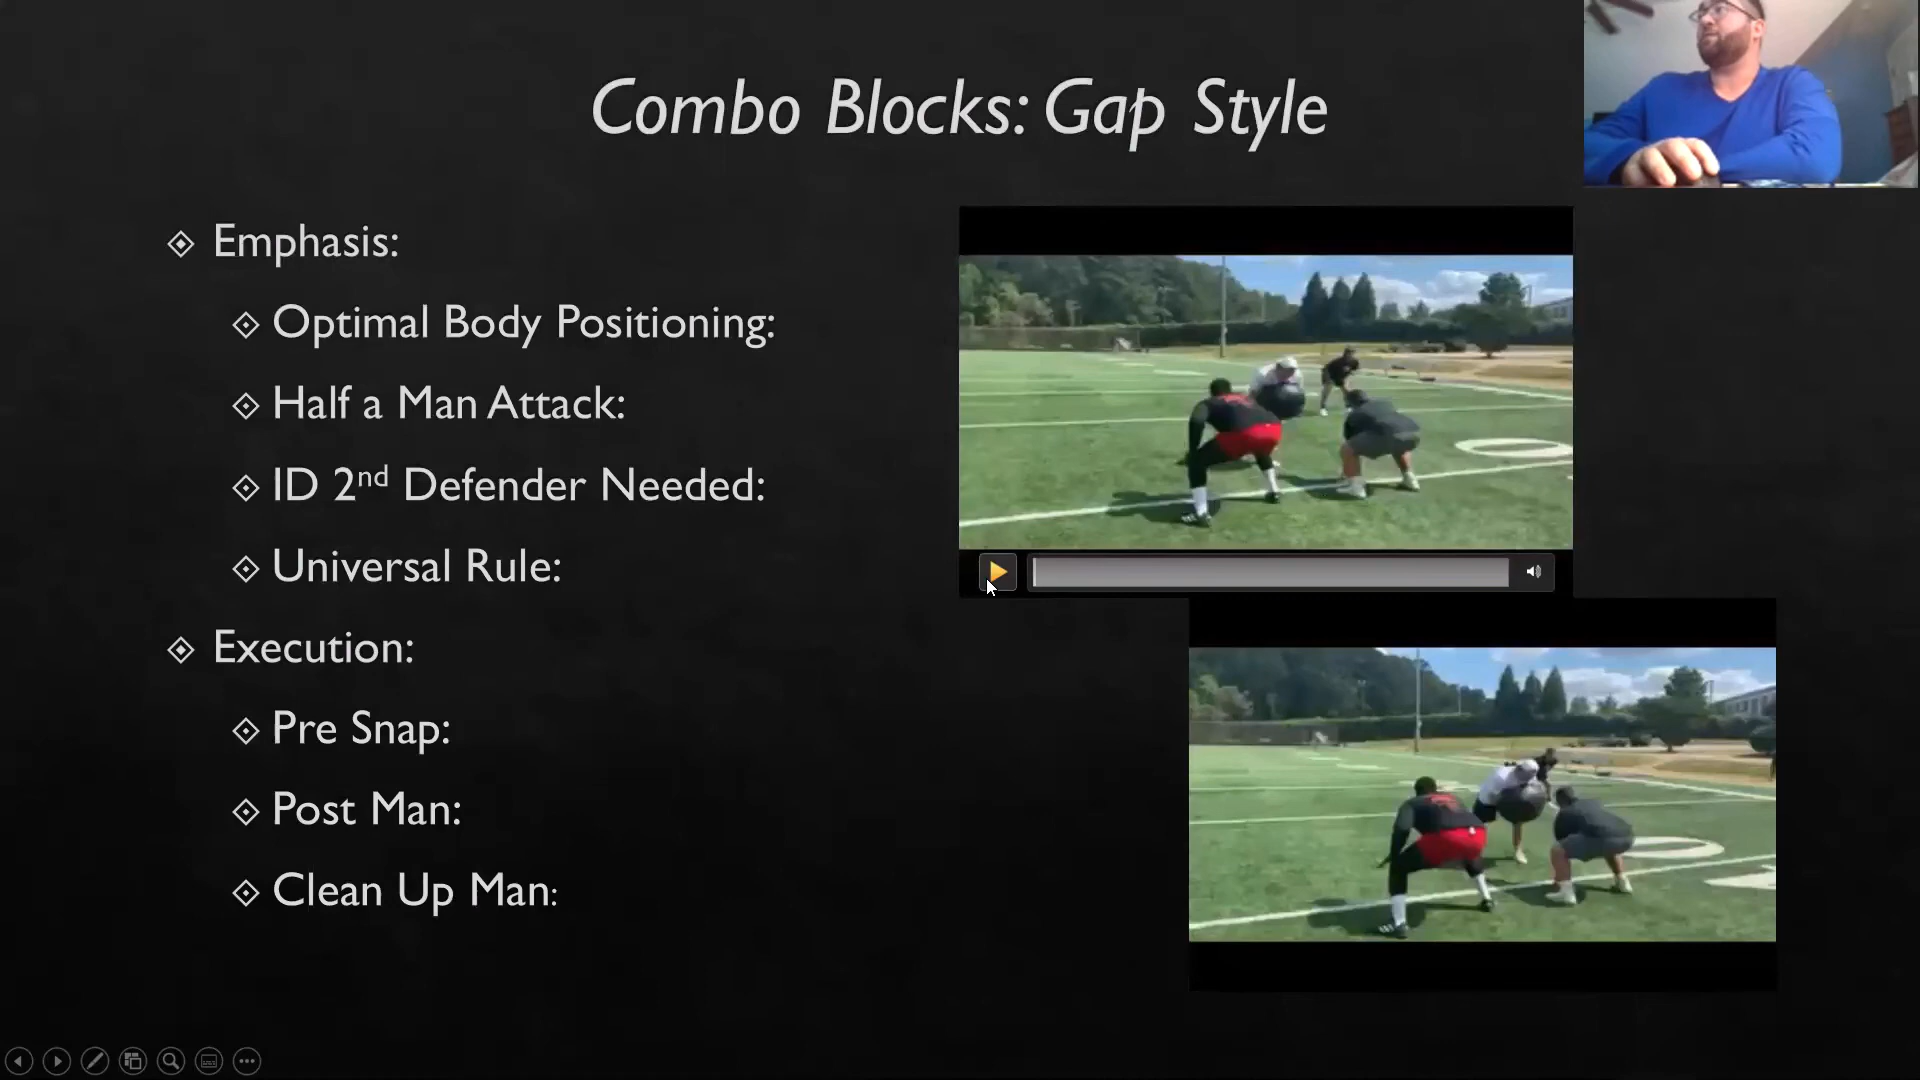 Combo Blocks: Gap Style
Emphasis:
Optimal Body Positioning:
Half a Man Attack:
ID 2nd Defender Needed:
Universal Rule:
Execution:
Pre Snap:
Post Man:
Clean Up Man: